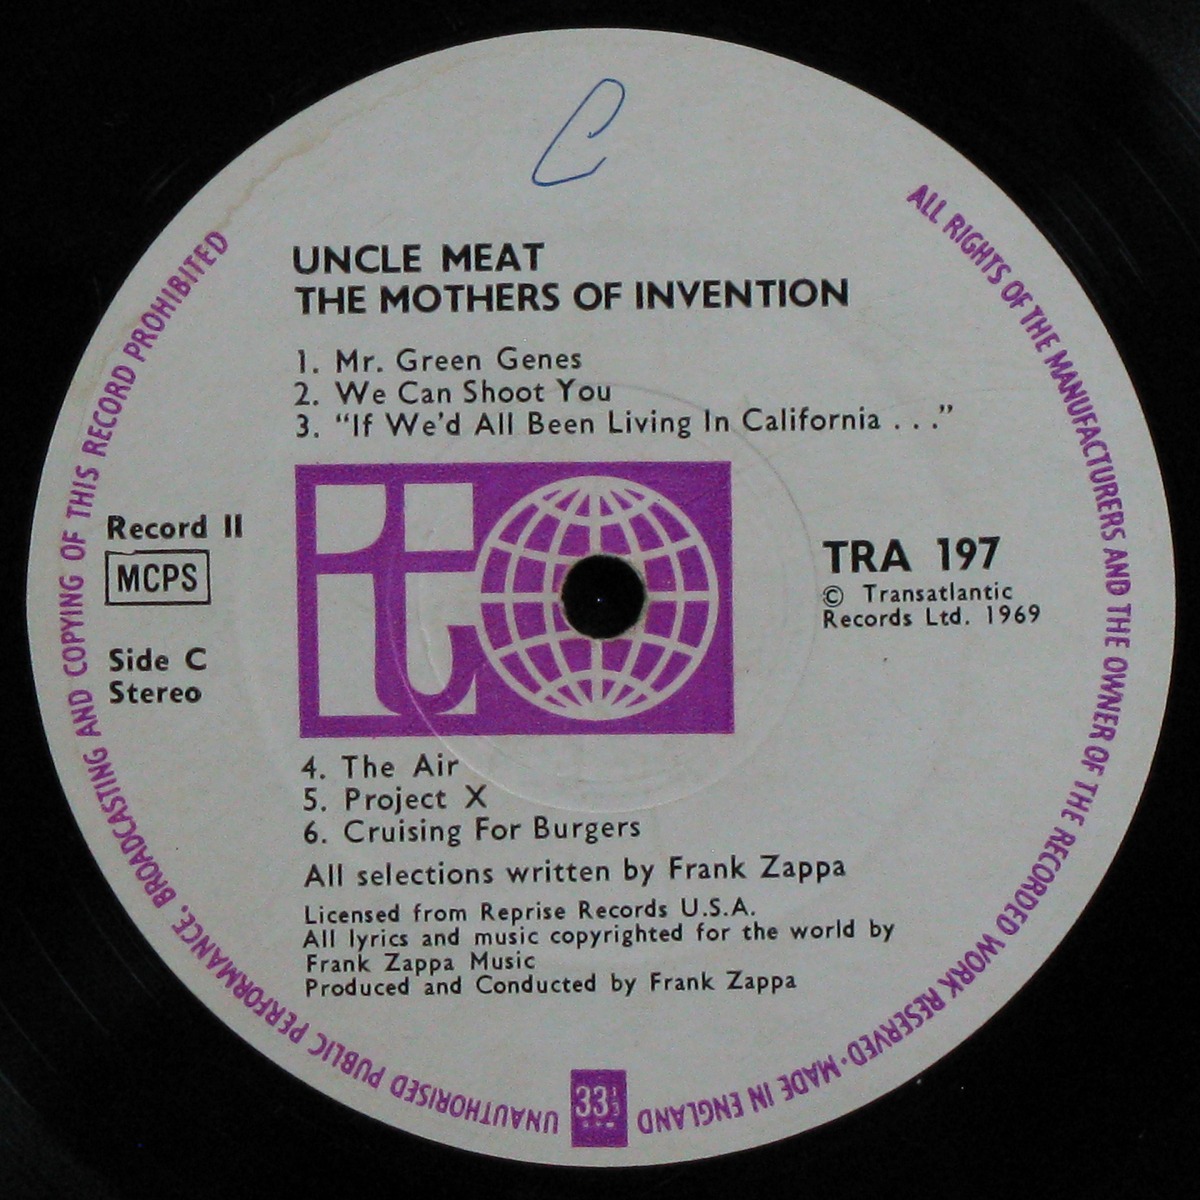 C
UNCLE MEAT
THE MOTHERS OF INVENTION
1. Mr. Green Genes
2. We Can Shoot You
3. “If We'd All Been Living In California . . .”
Record II
MCPS
Side C
Stereo
it
TRA 197
© Transatlantic
Records Ltd. 1969
4. The Air
5. Project X
6. Cruising For Burgers
All selections written by Frank Zappa
Licensed from Reprise Records U.S.A.
All lyrics and music copyrighted for the world by
Frank Zappa Music
Produced and Conducted by Frank Zappa
ALL RIGHTS OF THE MANUFACTURERS AND THE OWNER OF THE RECORDED WORK RESERVED · MADE IN ENGLAND
33⅓
UNAUTHORISED PUBLIC PERFORMANCE, BROADCASTING AND COPYING OF THIS RECORD PROHIBITED